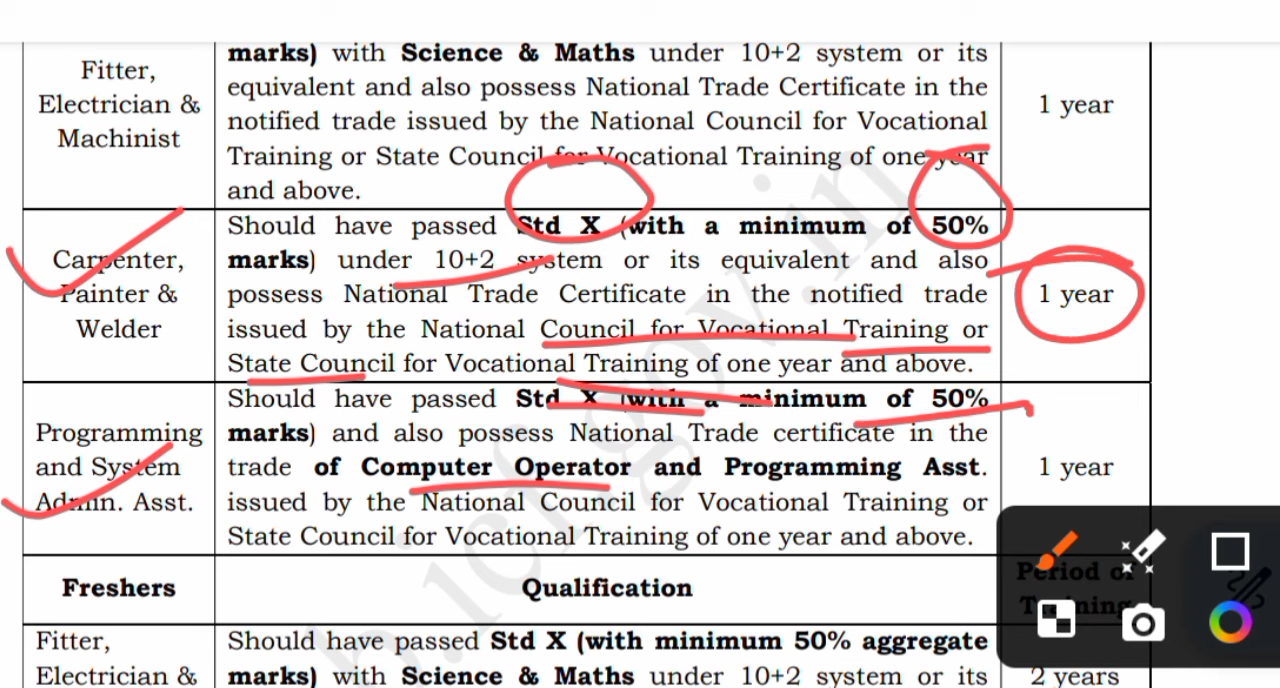 Fitter,
Electrician &
Machinist
marks) with Science & Maths under 10+2 system or its
equivalent and also possess National Trade Certificate in the
notified trade issued by the National Council for Vocational
Training or State Council for Vocational Training of one year
and above.
1 year
Carpenter,
Painter &
Welder
Should have passed Std X (with a minimum of 50%
marks) under 10+2 system or its equivalent and also
possess National Trade Certificate in the notified trade
issued by the National Council for Vocational Training or
State Council for Vocational Training of one year and above.
1 year
Programming
and System
Admin. Asst.
Should have passed Std X (with a minimum of 50%
marks) and also possess National Trade certificate in the
trade of Computer Operator and Programming Asst.
issued by the National Council for Vocational Training or
State Council for Vocational Training of one year and above.
1 year
Freshers
Qualification
Period of
Training
Fitter,
Electrician &
Should have passed Std X (with minimum 50% aggregate
marks) with Science & Maths under 10+2 system or its
2 years